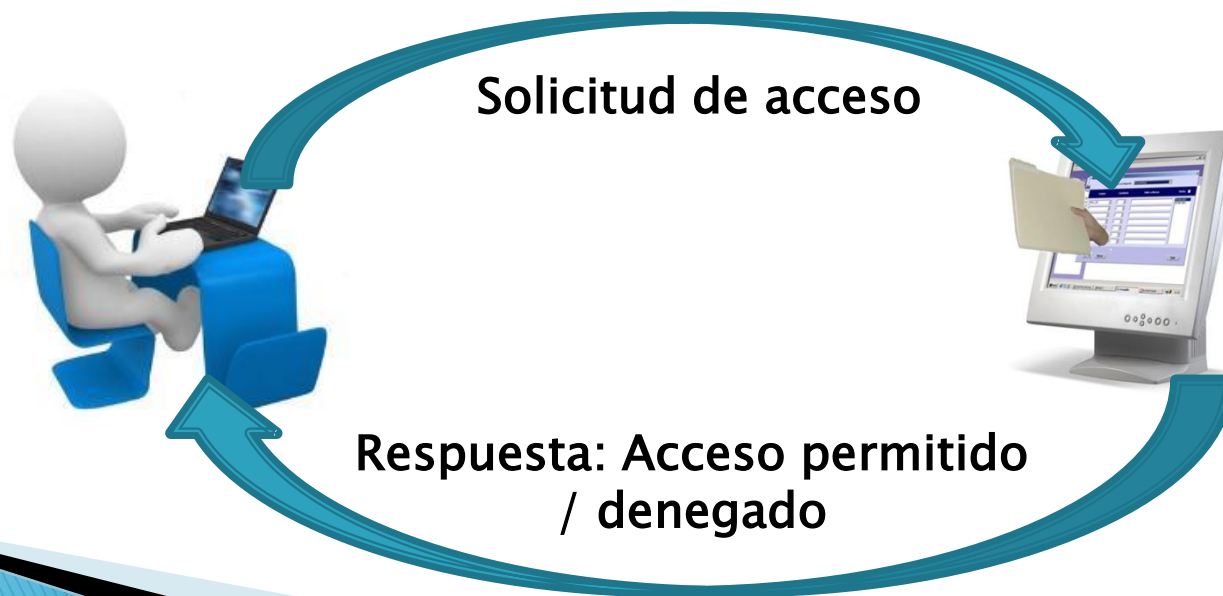 Solicitud de acceso
Respuesta: Acceso permitido
/ denegado